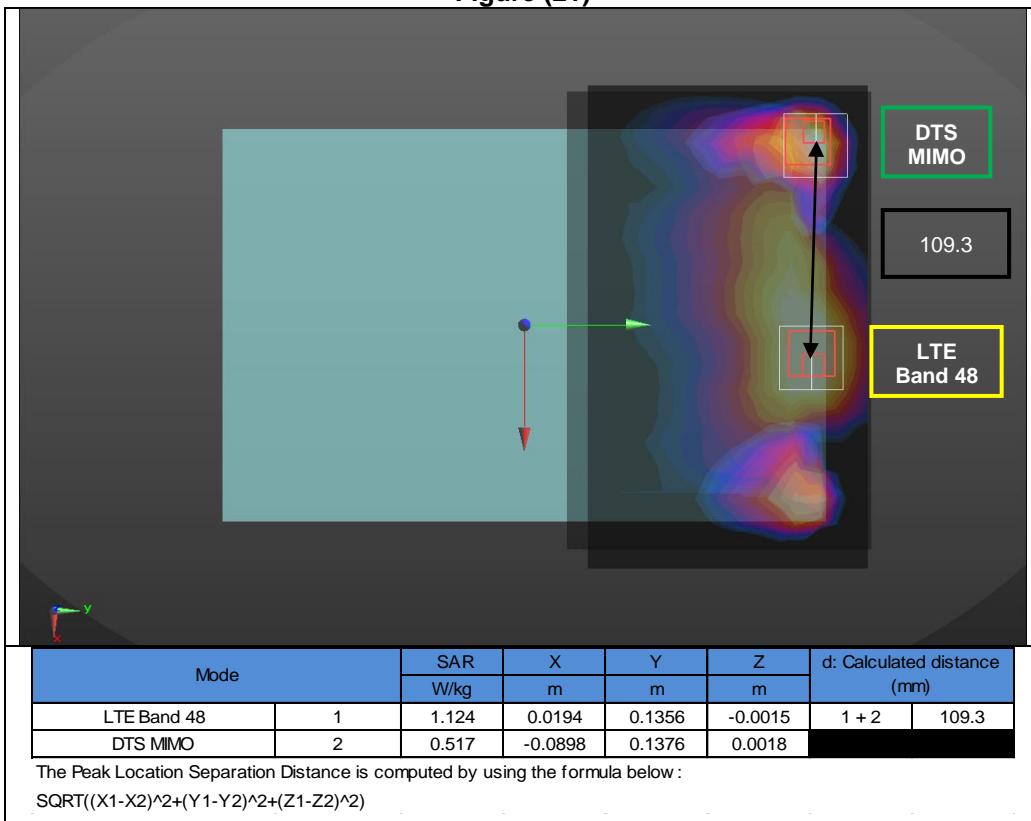 DTS
MIMO
109.3
LTE
Band 48
y
x
Mode SAR X Y Z d: Calculated distance (mm)
W/kg m m m
LTE Band 48 1 1.124 0.0194 0.1356 -0.0015 1 + 2 109.3
DTS MIMO 2 0.517 -0.0898 0.1376 0.0018
The Peak Location Separation Distance is computed by using the formula below :
SQRT((X1-X2)^2+(Y1-Y2)^2+(Z1-Z2)^2)